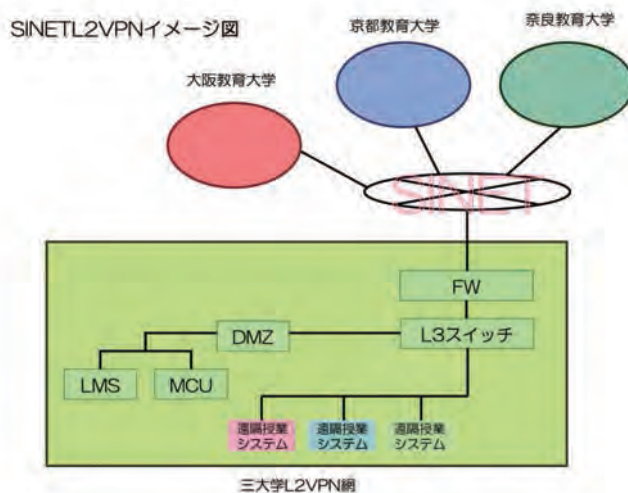 SINETL2VPNイメージ図
京都教育大学
奈良教育大学
大阪教育大学
SINET
FW
DMZ
L3スイッチ
LMS
MCU
遠隔授業
システム
遠隔授業
システム
遠隔授業
システム
三大学L2VPN網